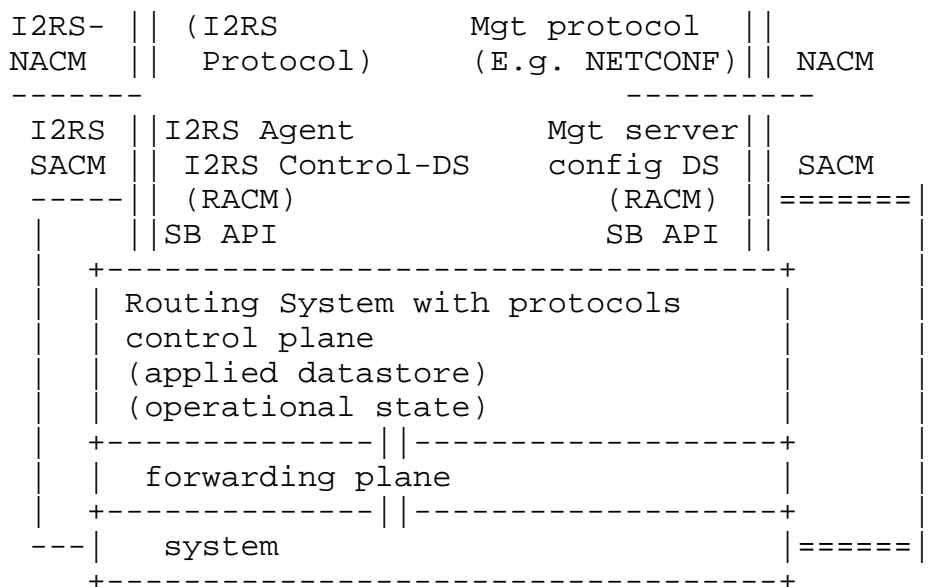 I2RS- || (I2RS Mgt protocol ||
NACM || Protocol) (E.g. NETCONF)|| NACM
------- ----------
I2RS ||I2RS Agent Mgt server||
SACM || I2RS Control-DS config DS || SACM
-----|| (RACM) (RACM) ||=======|
| ||SB API SB API || |
| +-----------------------------------+ |
| | Routing System with protocols | |
| | control plane | |
| | (applied datastore) | |
| | (operational state) | |
| +--------------||-------------------+ |
| | forwarding plane | |
| +--------------||-------------------+ |
---| system |======|
+-----------------------------------+